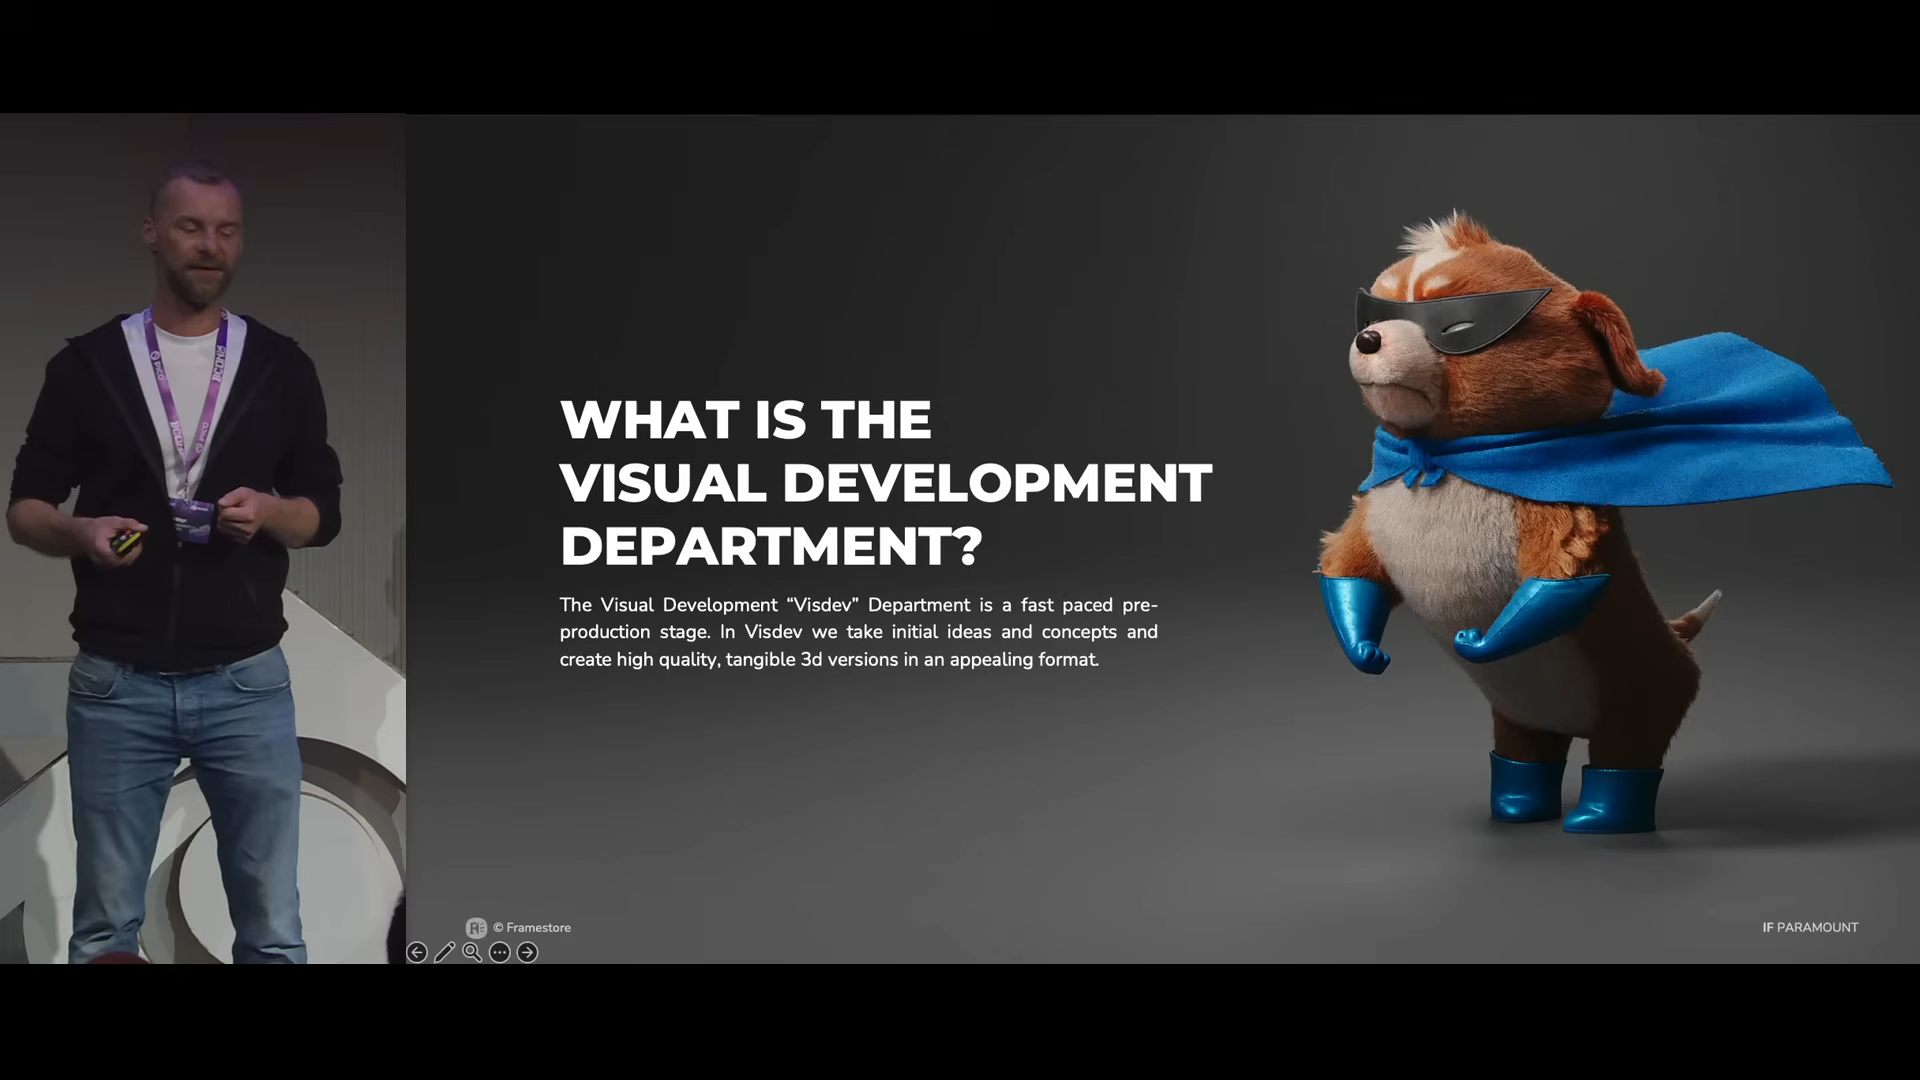 WHAT IS THE
VISUAL DEVELOPMENT
DEPARTMENT?
The Visual Development “Visdev” Department is a fast paced pre-
production stage. In Visdev we take initial ideas and concepts and
create high quality, tangible 3d versions in an appealing format.
© Framestore
IF PARAMOUNT